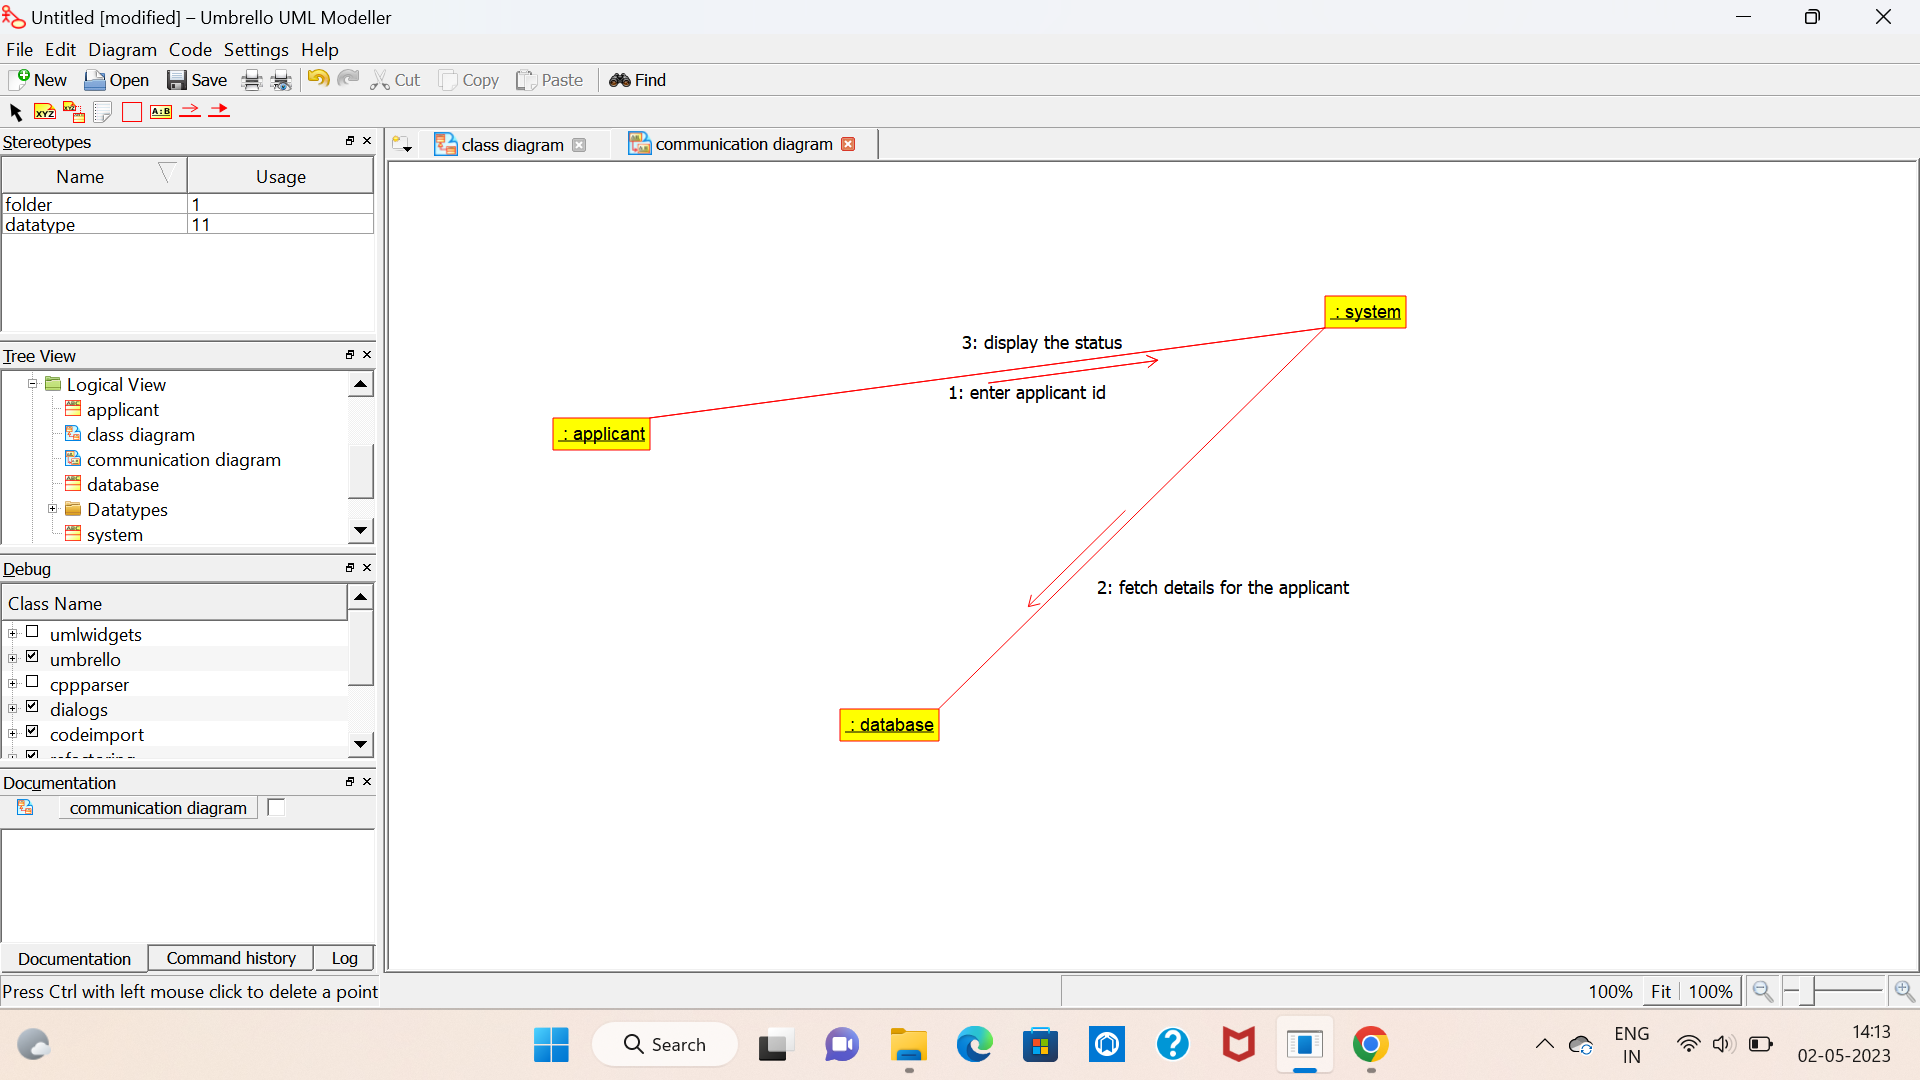 Untitled [modified] – Umbrello UML Modeller
File Edit Diagram Code Settings Help
New Open Save Cut Copy Paste Find
XYZ XYZ A:B
Stereotypes
Name Usage
folder 1
datatype 11
Tree View
Logical View
applicant
class diagram
communication diagram
database
Datatypes
system
Debug
Class Name
umlwidgets
umbrello
cppparser
dialogs
codeimport
refactoring
Documentation
communication diagram
Documentation Command history Log
Press Ctrl with left mouse click to delete a point
class diagram communication diagram
: system
3: display the status
1: enter applicant id
: applicant
2: fetch details for the applicant
: database
100% Fit 100%
Search
ENG
IN
14:13
02-05-2023